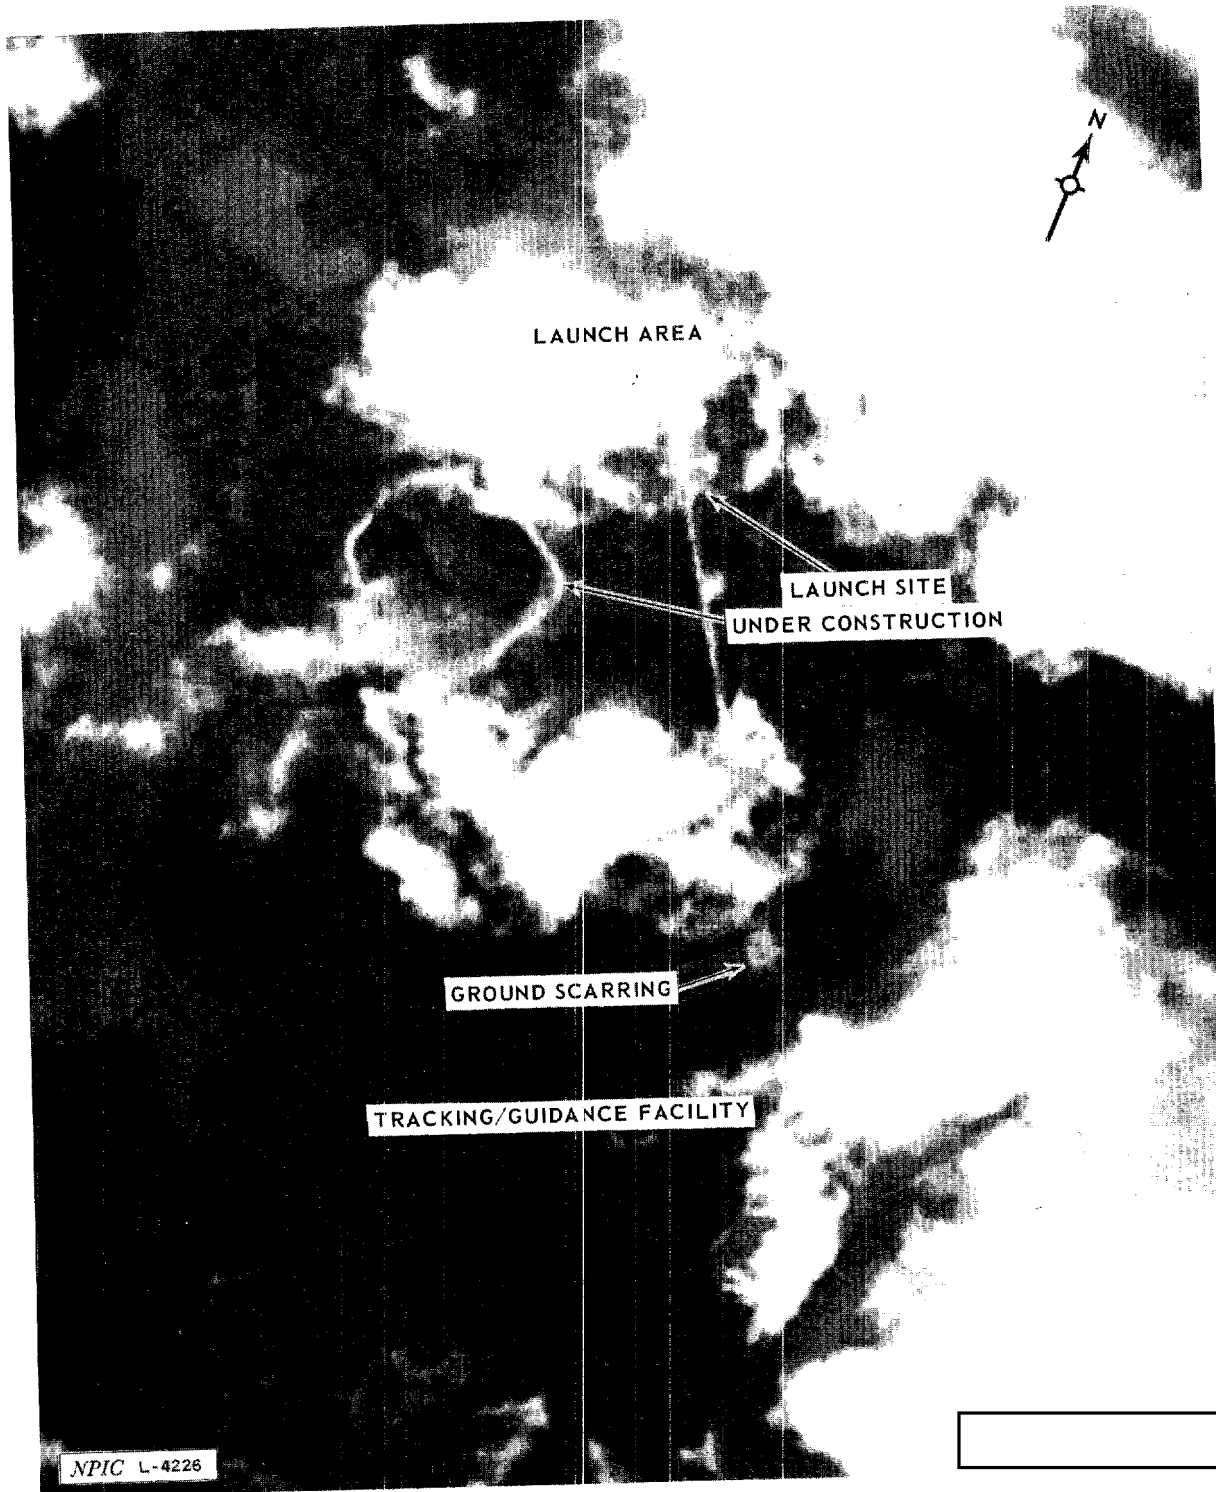 N
LAUNCH AREA
LAUNCH SITE
UNDER CONSTRUCTION
GROUND SCARRING
TRACKING/GUIDANCE FACILITY
NPIC L-4226